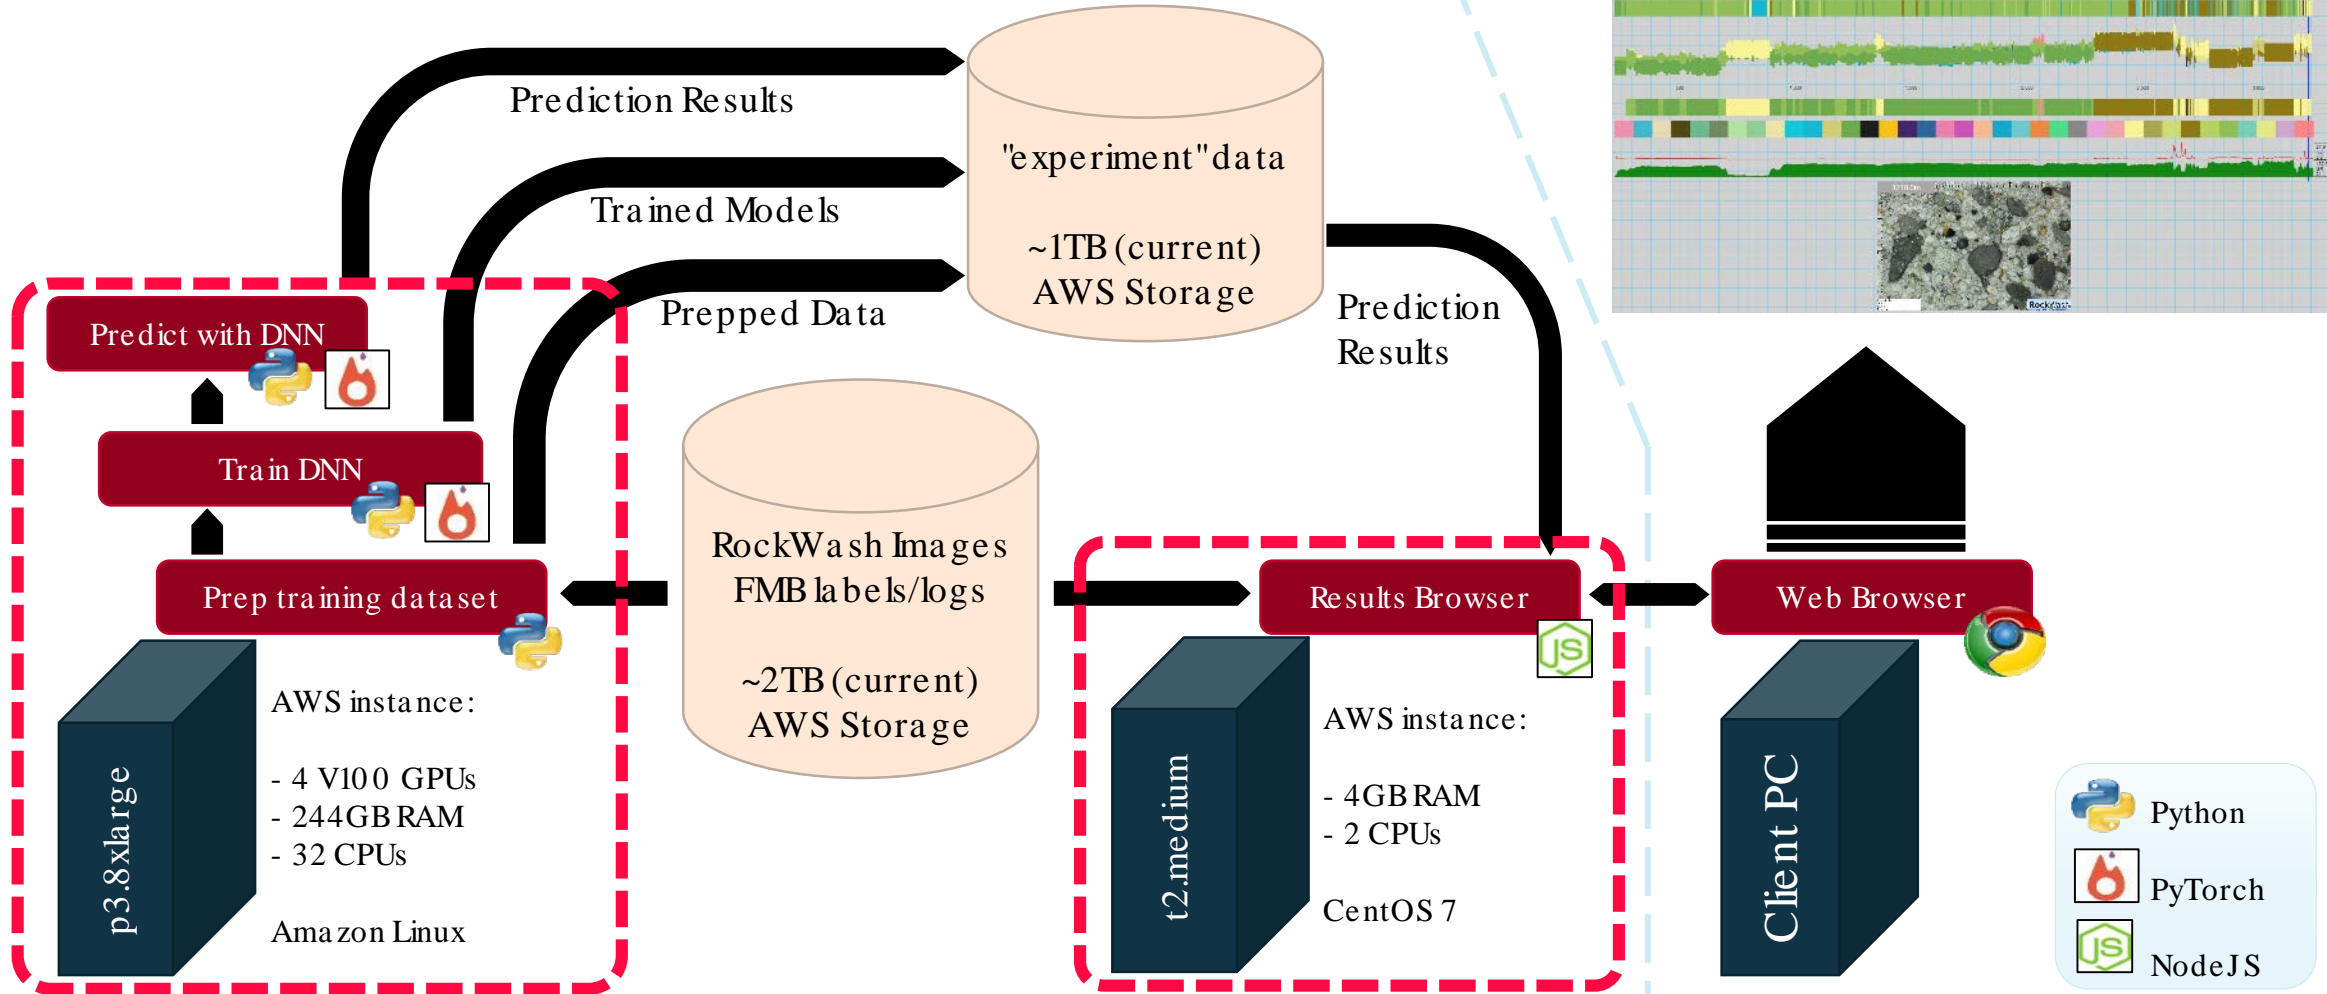 Prediction Results
Trained Models
Prepped Data
"experiment" data
~1TB (current)
AWS Storage
Prediction
Results
Predict with DNN
Train DNN
Prep training dataset
RockWash Images
FMB labels/logs
~2TB (current)
AWS Storage
Results Browser
Web Browser
p3.8xlarge
AWS instance:
- 4 V100 GPUs
- 244GB RAM
- 32 CPUs
Amazon Linux
t2.medium
AWS instance:
- 4GB RAM
- 2 CPUs
CentOS 7
Client PC
Python
PyTorch
NodeJS
JS
JS
RockWash